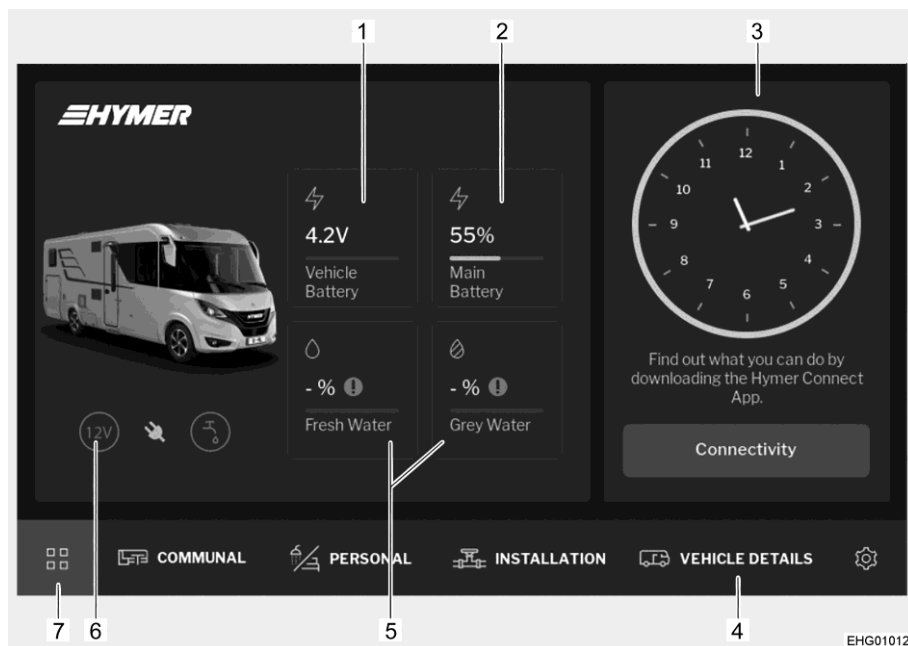 1
2
3
HYMER
4.2V
Vehicle
Battery
55%
Main
Battery
- %
Fresh Water
- %
Grey Water
12V
HYMER
12
1
2
3
4
5
6
7
8
9
10
11
Find out what you can do by
downloading the Hymer Connect
App.
Connectivity
COMMUNAL
PERSONAL
INSTALLATION
VEHICLE DETAILS
7
6
5
4
EHG01012